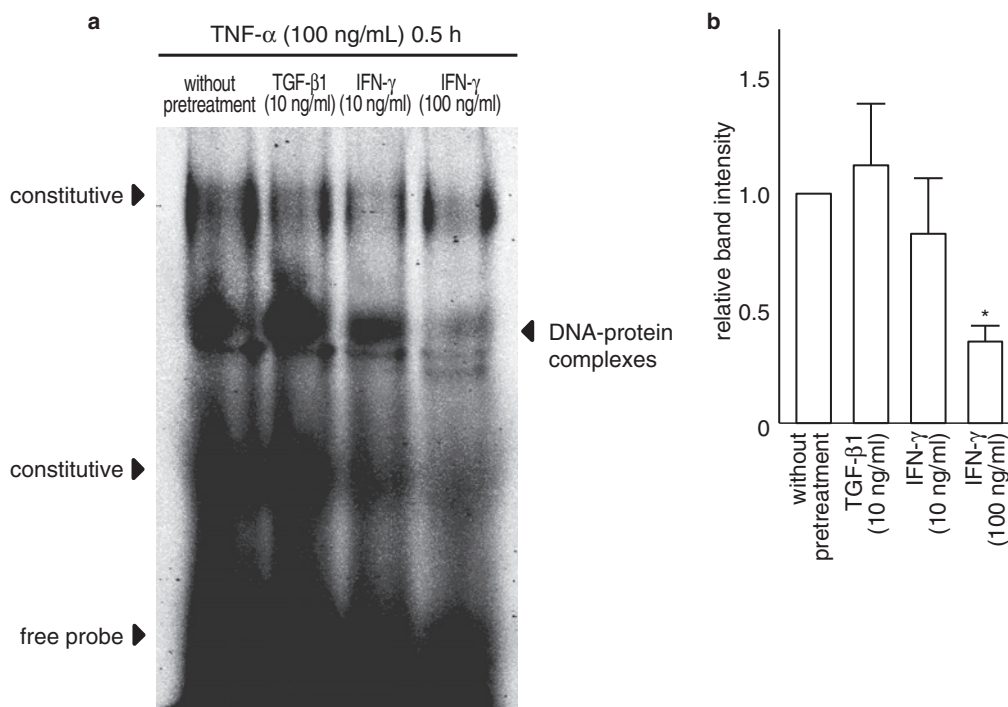 a
TNF-α (100 ng/mL) 0.5 h
without
pretreatment
TGF-β1
(10 ng/ml)
IFN-γ
(10 ng/ml)
IFN-γ
(100 ng/ml)
constitutive
DNA-protein
complexes
constitutive
free probe
b
relative band intensity
1.5
1.0
0.5
0
*
without
pretreatment
TGF-β1
(10 ng/ml)
IFN-γ
(10 ng/ml)
IFN-γ
(100 ng/ml)